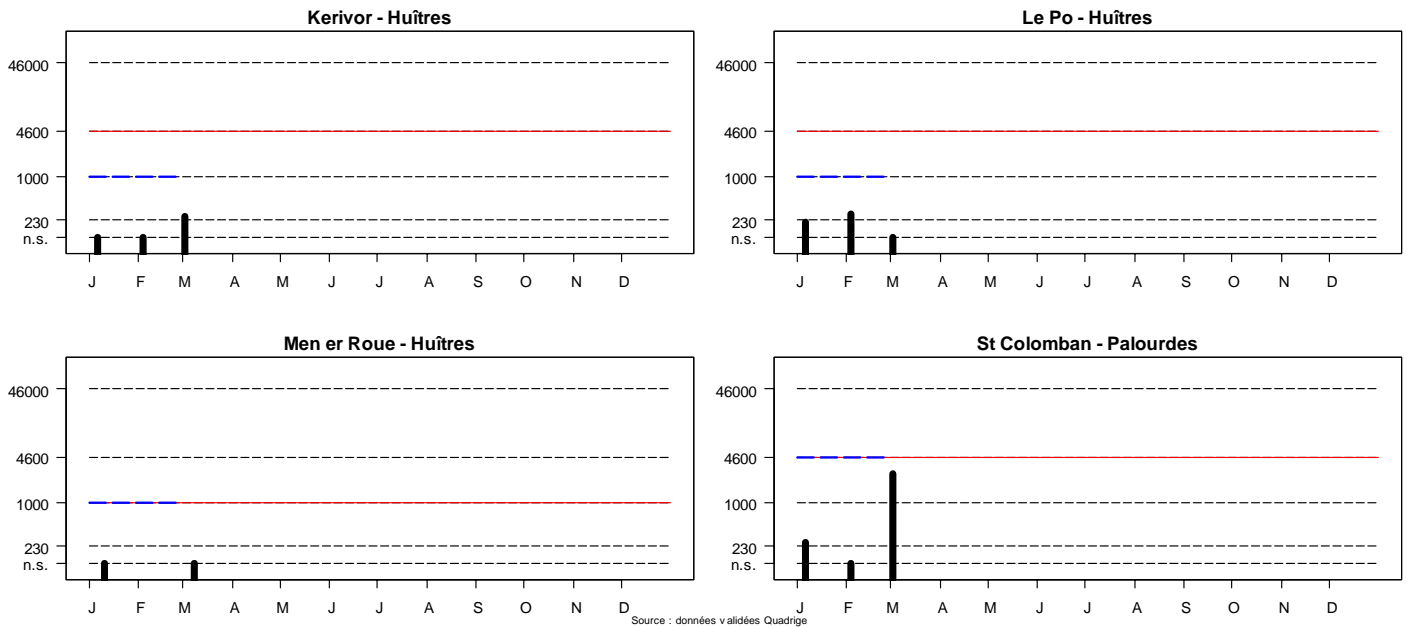 Kerivor - Huîtres
46000
4600
1000
230
n.s.
J F M A M J J A S O N D
Le Po - Huîtres
46000
4600
1000
230
n.s.
J F M A M J J A S O N D
Men er Roue - Huîtres
46000
4600
1000
230
n.s.
J F M A M J J A S O N D
St Colomban - Palourdes
46000
4600
1000
230
n.s.
J F M A M J J A S O N D
Source : données v alidées Quadrige